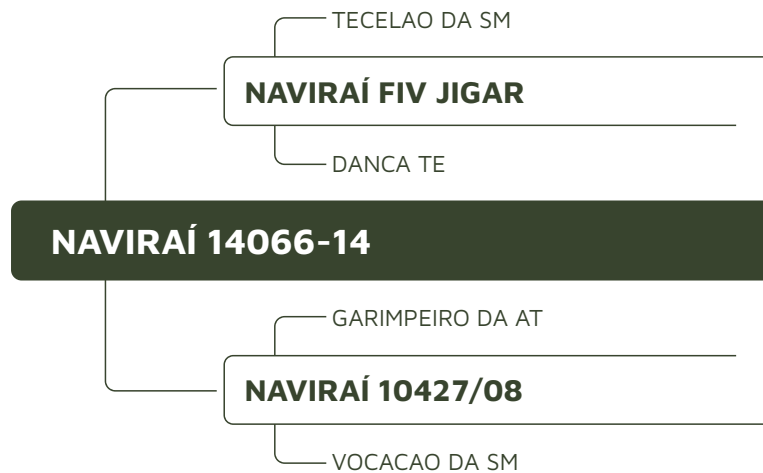 TECELAO DA SM
NAVIRAÍ FIV JIGAR
DANCA TE
NAVIRAÍ 14066-14
GARIMPEIRO DA AT
NAVIRAÍ 10427/08
VOCACAO DA SM